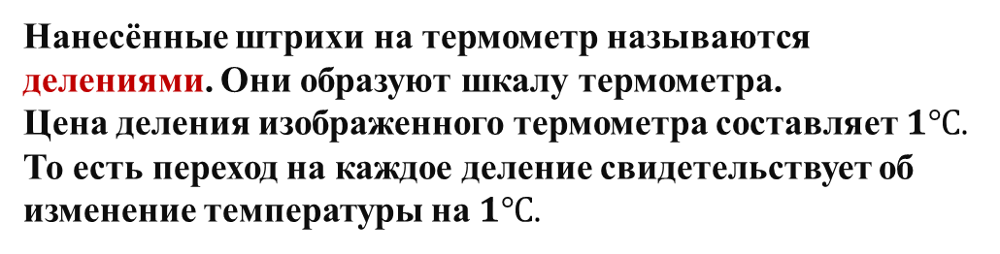 Нанесённые штрихи на термометр называются
делениями. Они образуют шкалу термометра.
Цена деления изображенного термометра составляет 1°C.
То есть переход на каждое деление свидетельствует об
изменение температуры на 1°C.